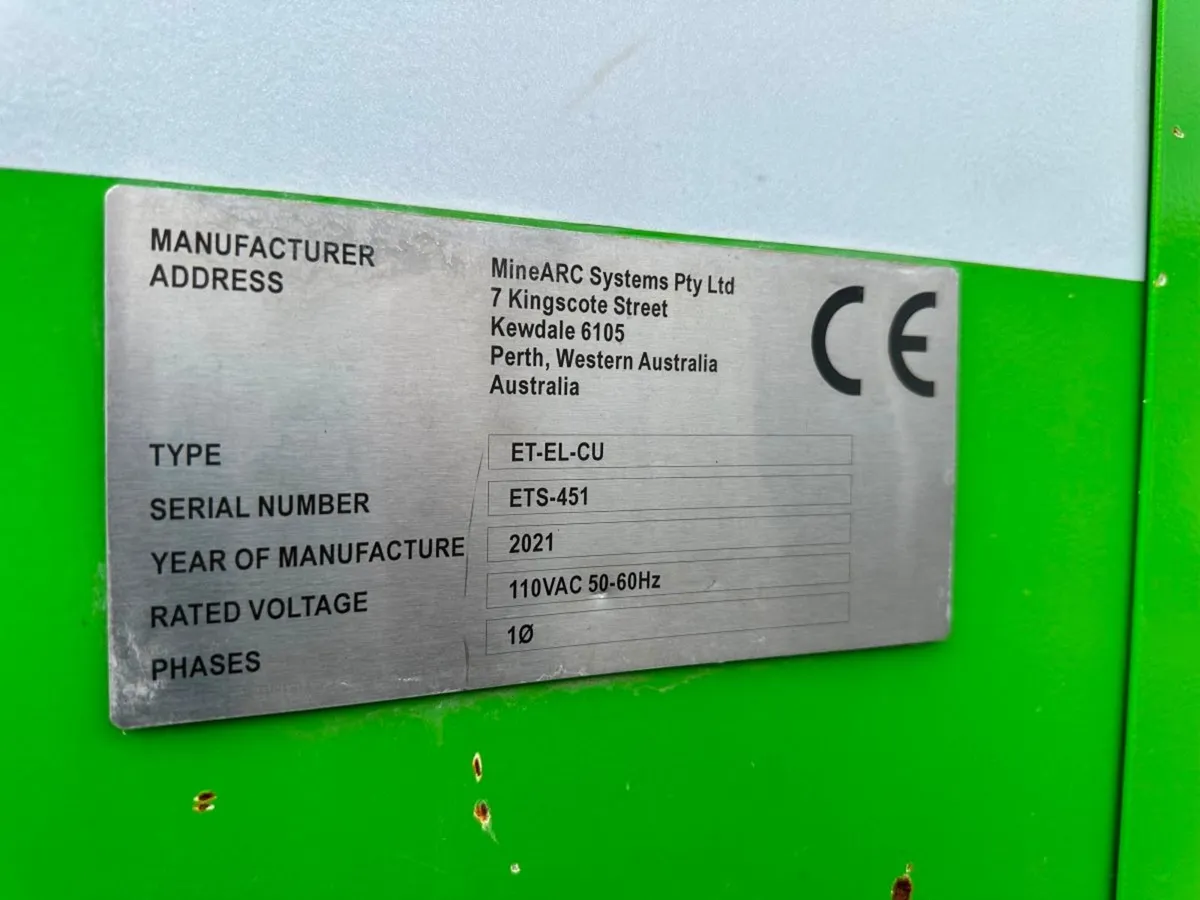 MANUFACTURER
ADDRESS
MineARC Systems Pty Ltd
7 Kingscote Street
Kewdale 6105
Perth, Western Australia
Australia
CE
TYPE ET-EL-CU
SERIAL NUMBER ETS-451
YEAR OF MANUFACTURE 2021
RATED VOLTAGE 110VAC 50-60Hz
PHASES 1Ø